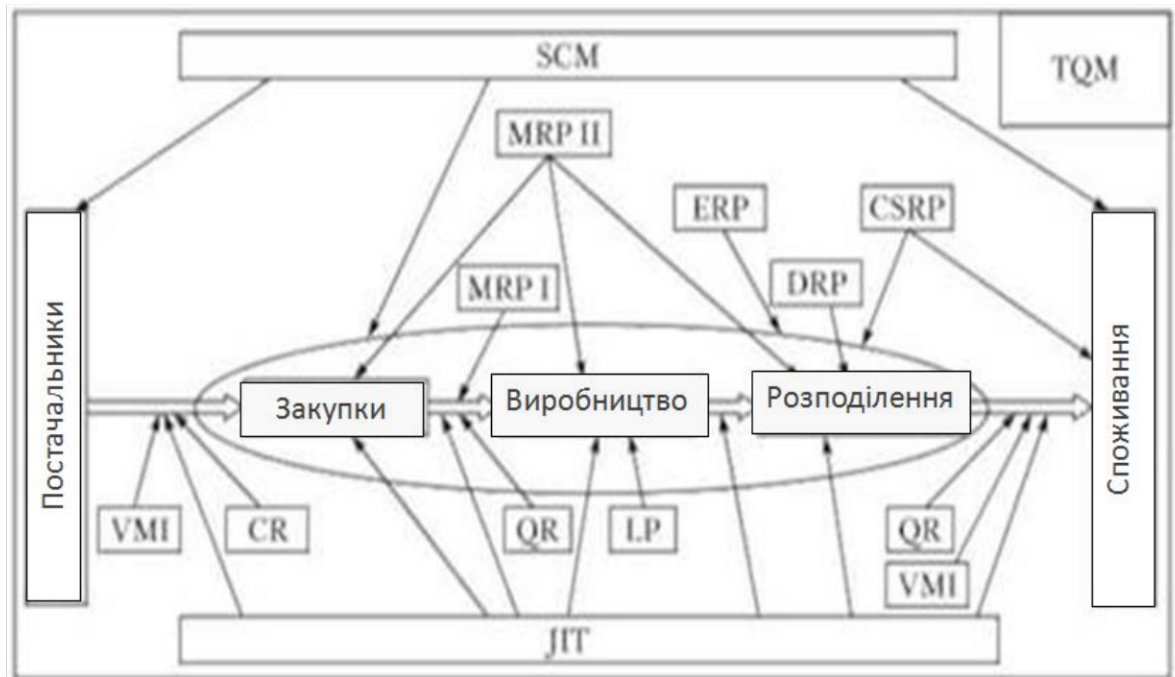 SCM
TQM
MRP II
ERP
CSRP
MRP I
DRP
Постачальники
Закупки
Виробництво
Розподілення
Споживання
VMI
CR
QR
LP
QR
VMI
JIT